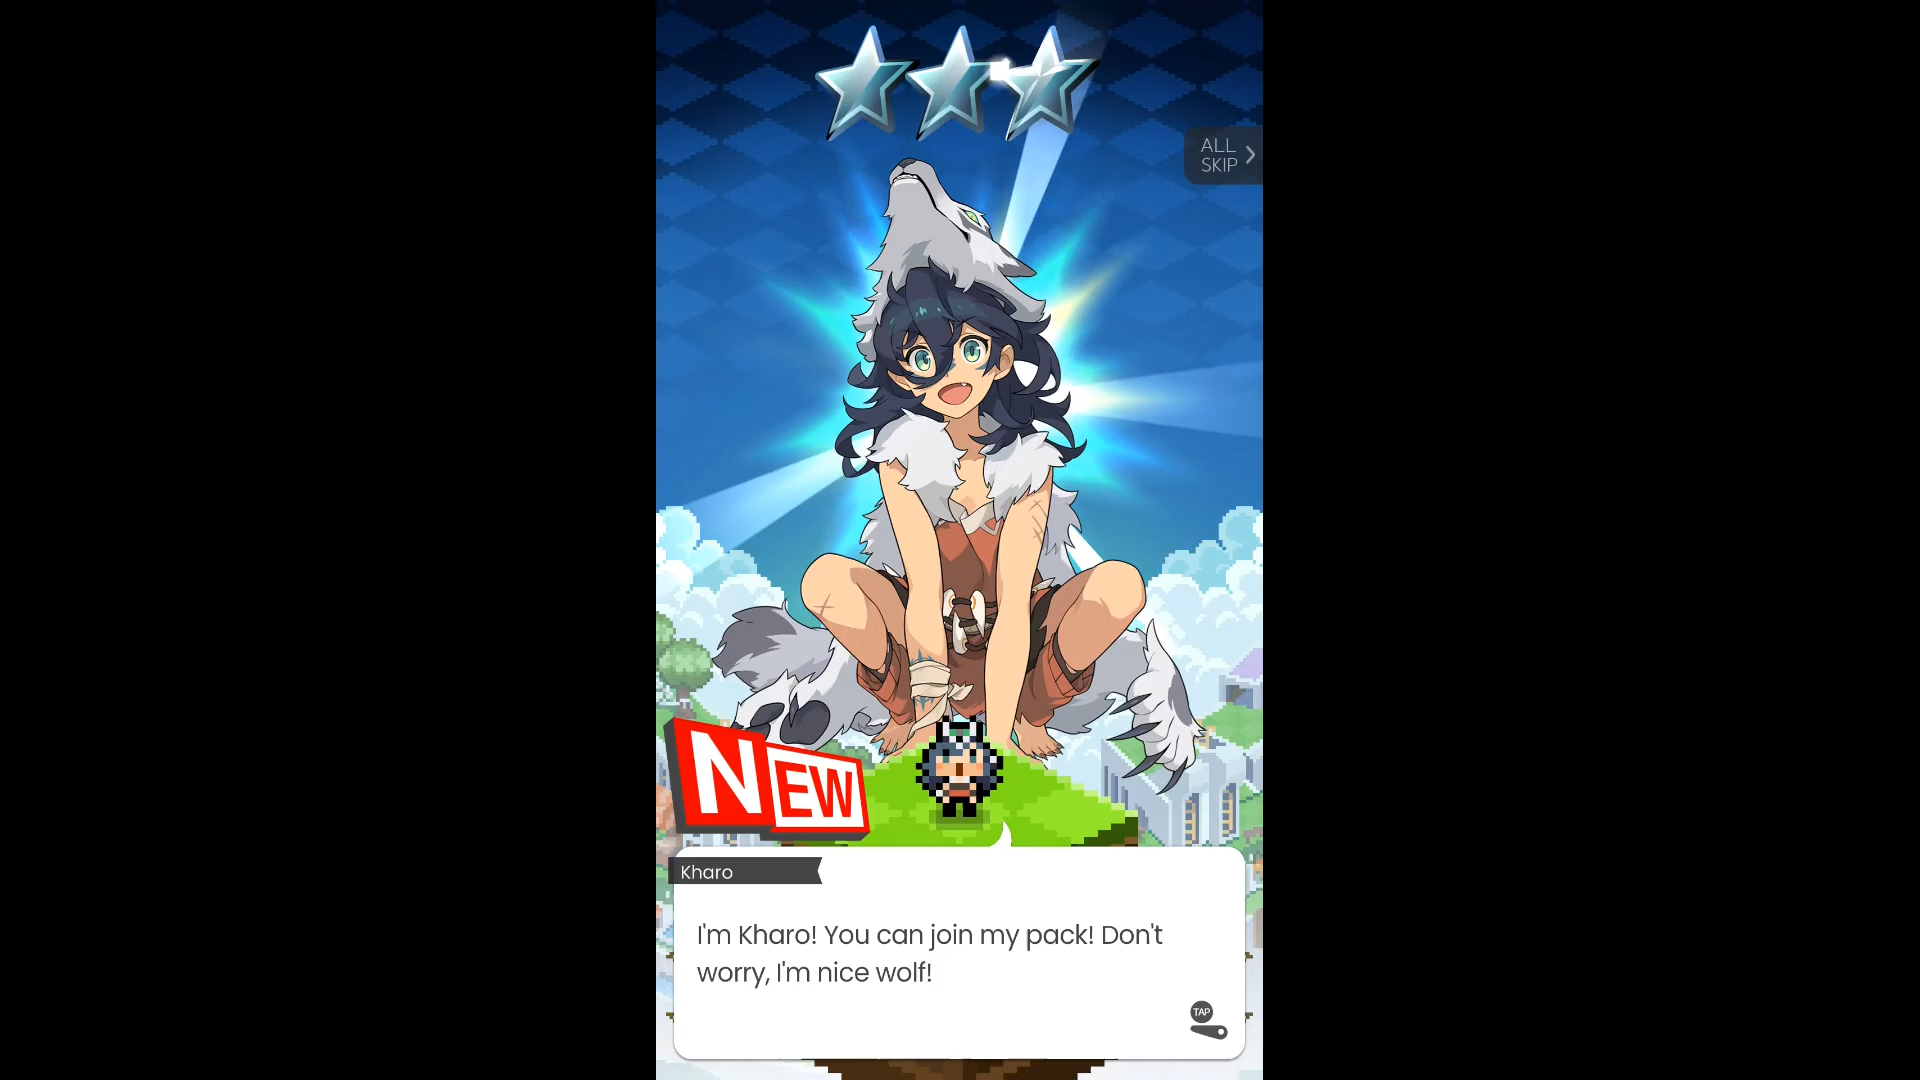 ALL
SKIP
NEW
Kharo
I'm Kharo! You can join my pack! Don't
worry, I'm nice wolf!
TAP